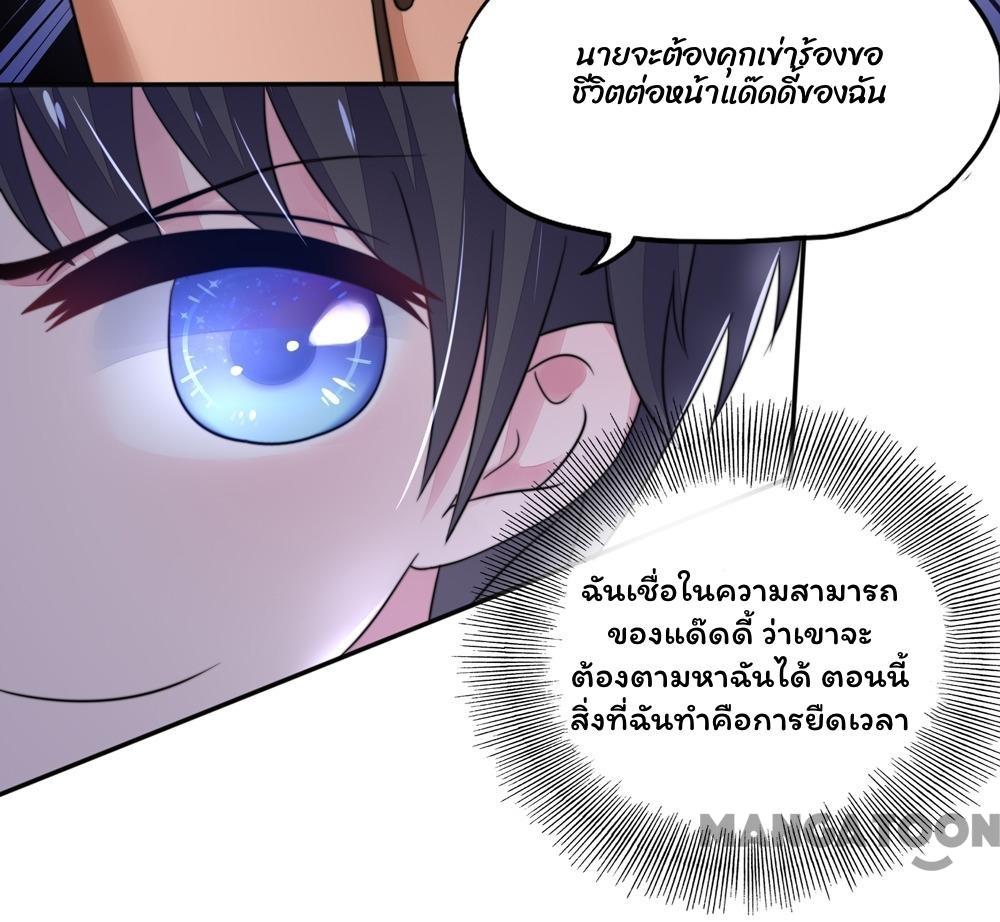 นายจะต้องคุกเข่าร้องขอ
ชีวิตต่อหน้าแด๊ดดี้ของฉัน
ฉันเชื่อในความสามารถ
ของแด๊ดดี้ ว่าเขาจะ
ต้องตามหาฉันได้ ตอนนี้
สิ่งที่ฉันทำคือการยืดเวลา
MANGA TOON